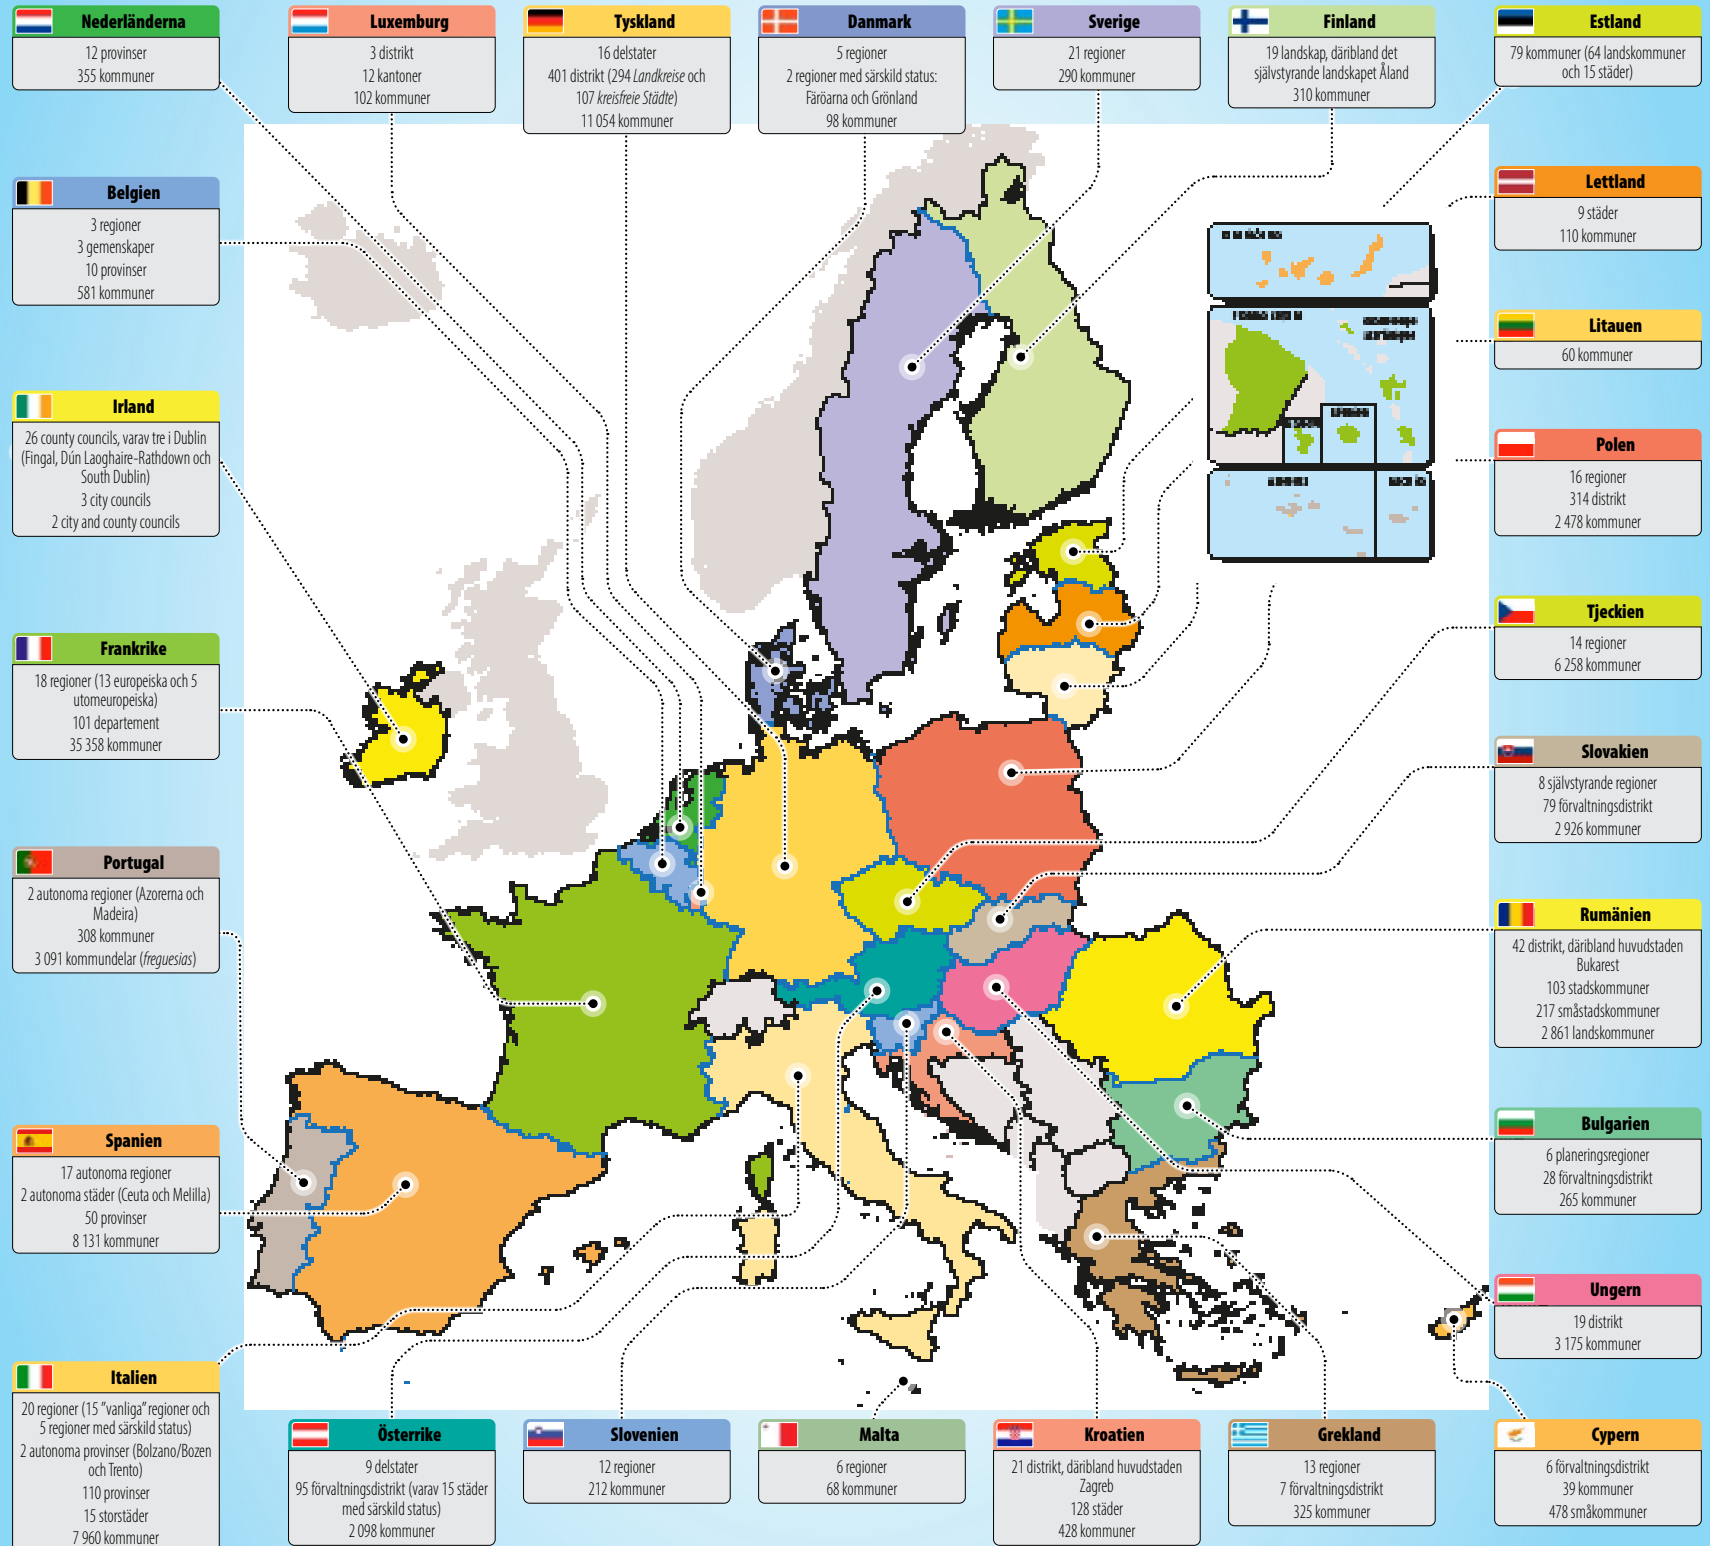 Nederländerna
12 provinser
355 kommuner
Luxemburg
3 distrikt
12 kantoner
102 kommuner
Tyskland
16 delstater
401 distrikt (294 Landkreise och
107 kreisfreie Städte)
11 054 kommuner
Danmark
5 regioner
2 regioner med särskild status:
Färöarna och Grönland
98 kommuner
Sverige
21 regioner
290 kommuner
Finland
19 landskap, däribland det
självstyrande landskapet Åland
310 kommuner
Estland
79 kommuner (64 landskommuner
och 15 städer)
Belgien
3 regioner
3 gemenskaper
10 provinser
581 kommuner
Lettland
9 städer
110 kommuner
Litauen
60 kommuner
Irland
26 county councils, varav tre i Dublin
(Fingal, Dún Laoghaire-Rathdown och
South Dublin)
3 city councils
2 city and county councils
Polen
16 regioner
314 distrikt
2 478 kommuner
Frankrike
18 regioner (13 europeiska och 5
utomeuropeiska)
101 departement
35 358 kommuner
Tjeckien
14 regioner
6 258 kommuner
Slovakien
8 självstyrande regioner
79 förvaltningsdistrikt
2 926 kommuner
Portugal
2 autonoma regioner (Azorerna och
Madeira)
308 kommuner
3 091 kommundelar (freguesias)
Rumänien
42 distrikt, däribland huvudstaden
Bukarest
103 stadskommuner
217 småstadskommuner
2 861 landskommuner
Spanien
17 autonoma regioner
2 autonoma städer (Ceuta och Melilla)
50 provinser
8 131 kommuner
Bulgarien
6 planeringsregioner
28 förvaltningsdistrikt
265 kommuner
Ungern
19 distrikt
3 175 kommuner
Italien
20 regioner (15 ”vanliga” regioner och
5 regioner med särskild status)
2 autonoma provinser (Bolzano/Bozen
och Trento)
110 provinser
15 storstäder
7 960 kommuner
Österrike
9 delstater
95 förvaltningsdistrikt (varav 15 städer
med särskild status)
2 098 kommuner
Slovenien
12 regioner
212 kommuner
Malta
6 regioner
68 kommuner
Kroatien
21 distrikt, däribland huvudstaden
Zagreb
128 städer
428 kommuner
Grekland
13 regioner
7 förvaltningsdistrikt
325 kommuner
Cypern
6 förvaltningsdistrikt
39 kommuner
478 småkommuner